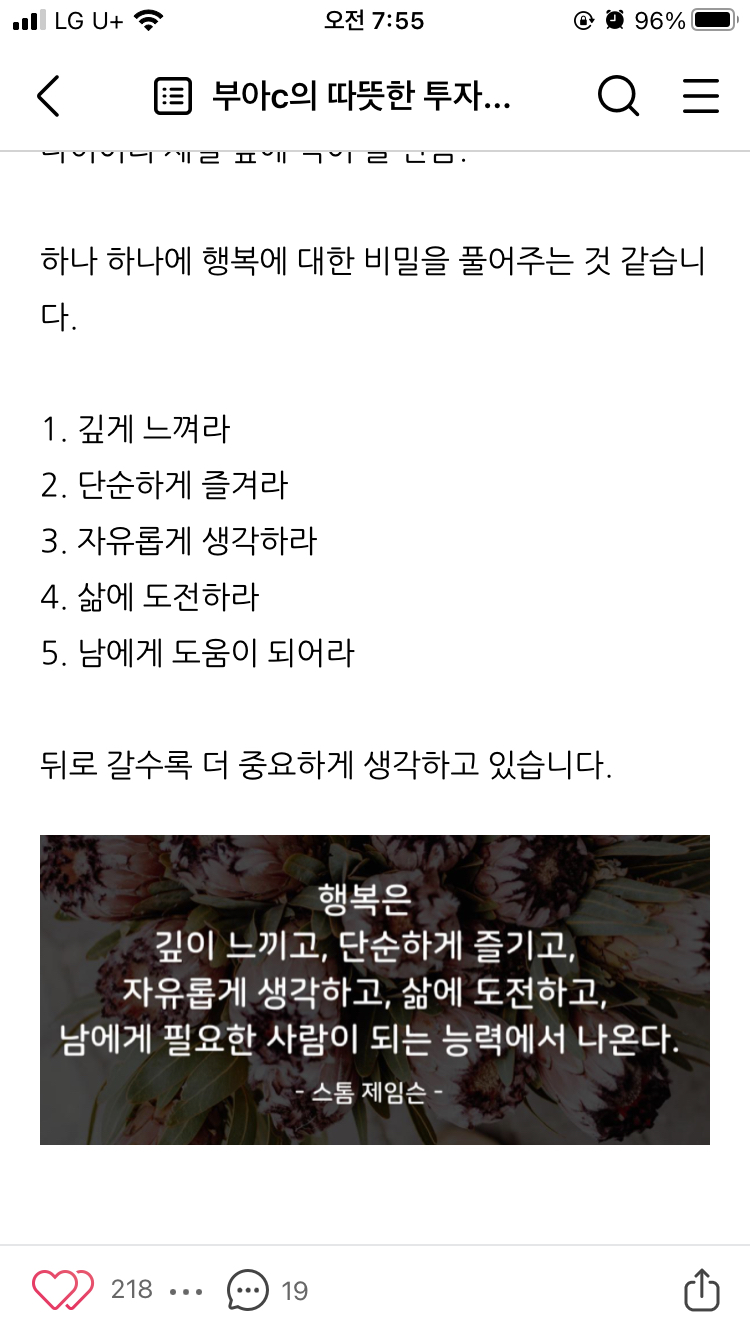 LG U+
오전 7:55
96%
부아c의 따뜻한 투자...
하나 하나에 행복에 대한 비밀을 풀어주는 것 같습니
다.
1. 깊게 느껴라
2. 단순하게 즐겨라
3. 자유롭게 생각하라
4. 삶에 도전하라
5. 남에게 도움이 되어라
뒤로 갈수록 더 중요하게 생각하고 있습니다.
행복은
깊이 느끼고, 단순하게 즐기고,
자유롭게 생각하고, 삶에 도전하고,
남에게 필요한 사람이 되는 능력에서 나온다.
- 스톰 제임슨 -
218
19